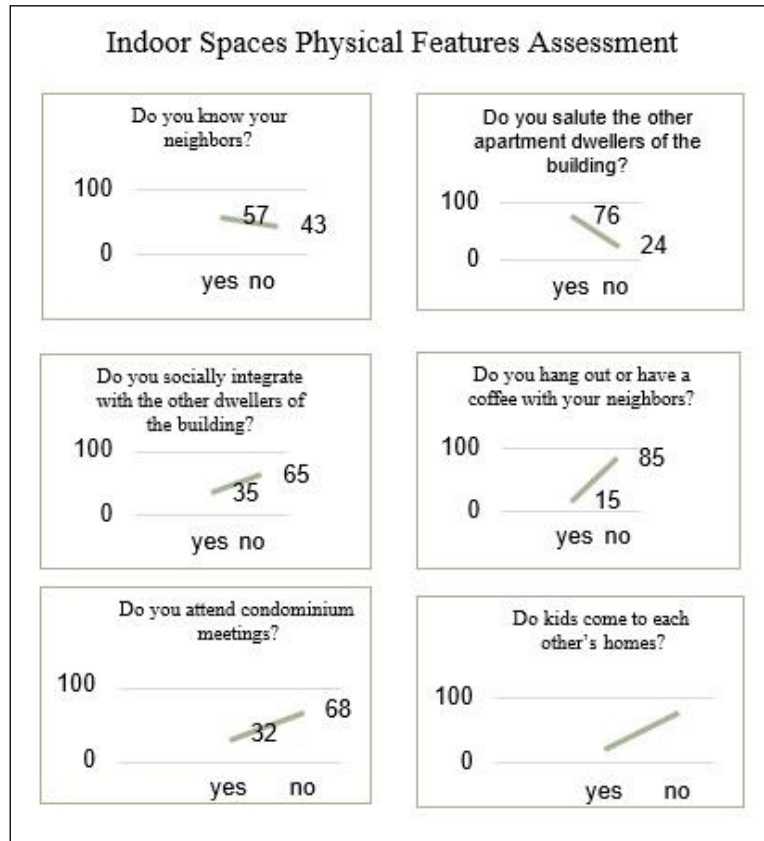 Indoor Spaces Physical Features Assessment
Do you know your
neighbors?
100
57
43
0
yes no
Do you salute the other
apartment dwellers of the
building?
100
76
24
0
yes no
Do you socially integrate
with the other dwellers of
the building?
100
65
35
0
yes no
Do you hang out or have a
coffee with your neighbors?
100
85
15
0
yes no
Do you attend condominium
meetings?
100
68
32
0
yes no
Do kids come to each
other’s homes?
100
0
yes no